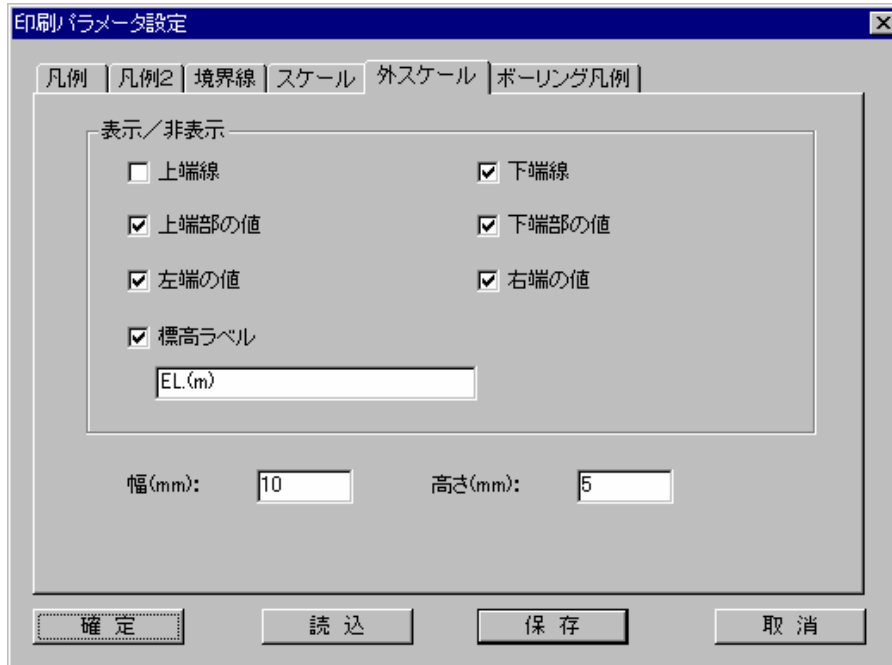 印刷パラメータ設定
凡例 凡例2 境界線 スケール 外スケール ボーリング凡例
表示／非表示
上端線 下端線
上端部の値 下端部の値
左端の値 右端の値
標高ラベル
EL.(m)
幅(mm): 10 高さ(mm): 5
確 定 読 込 保 存 取 消